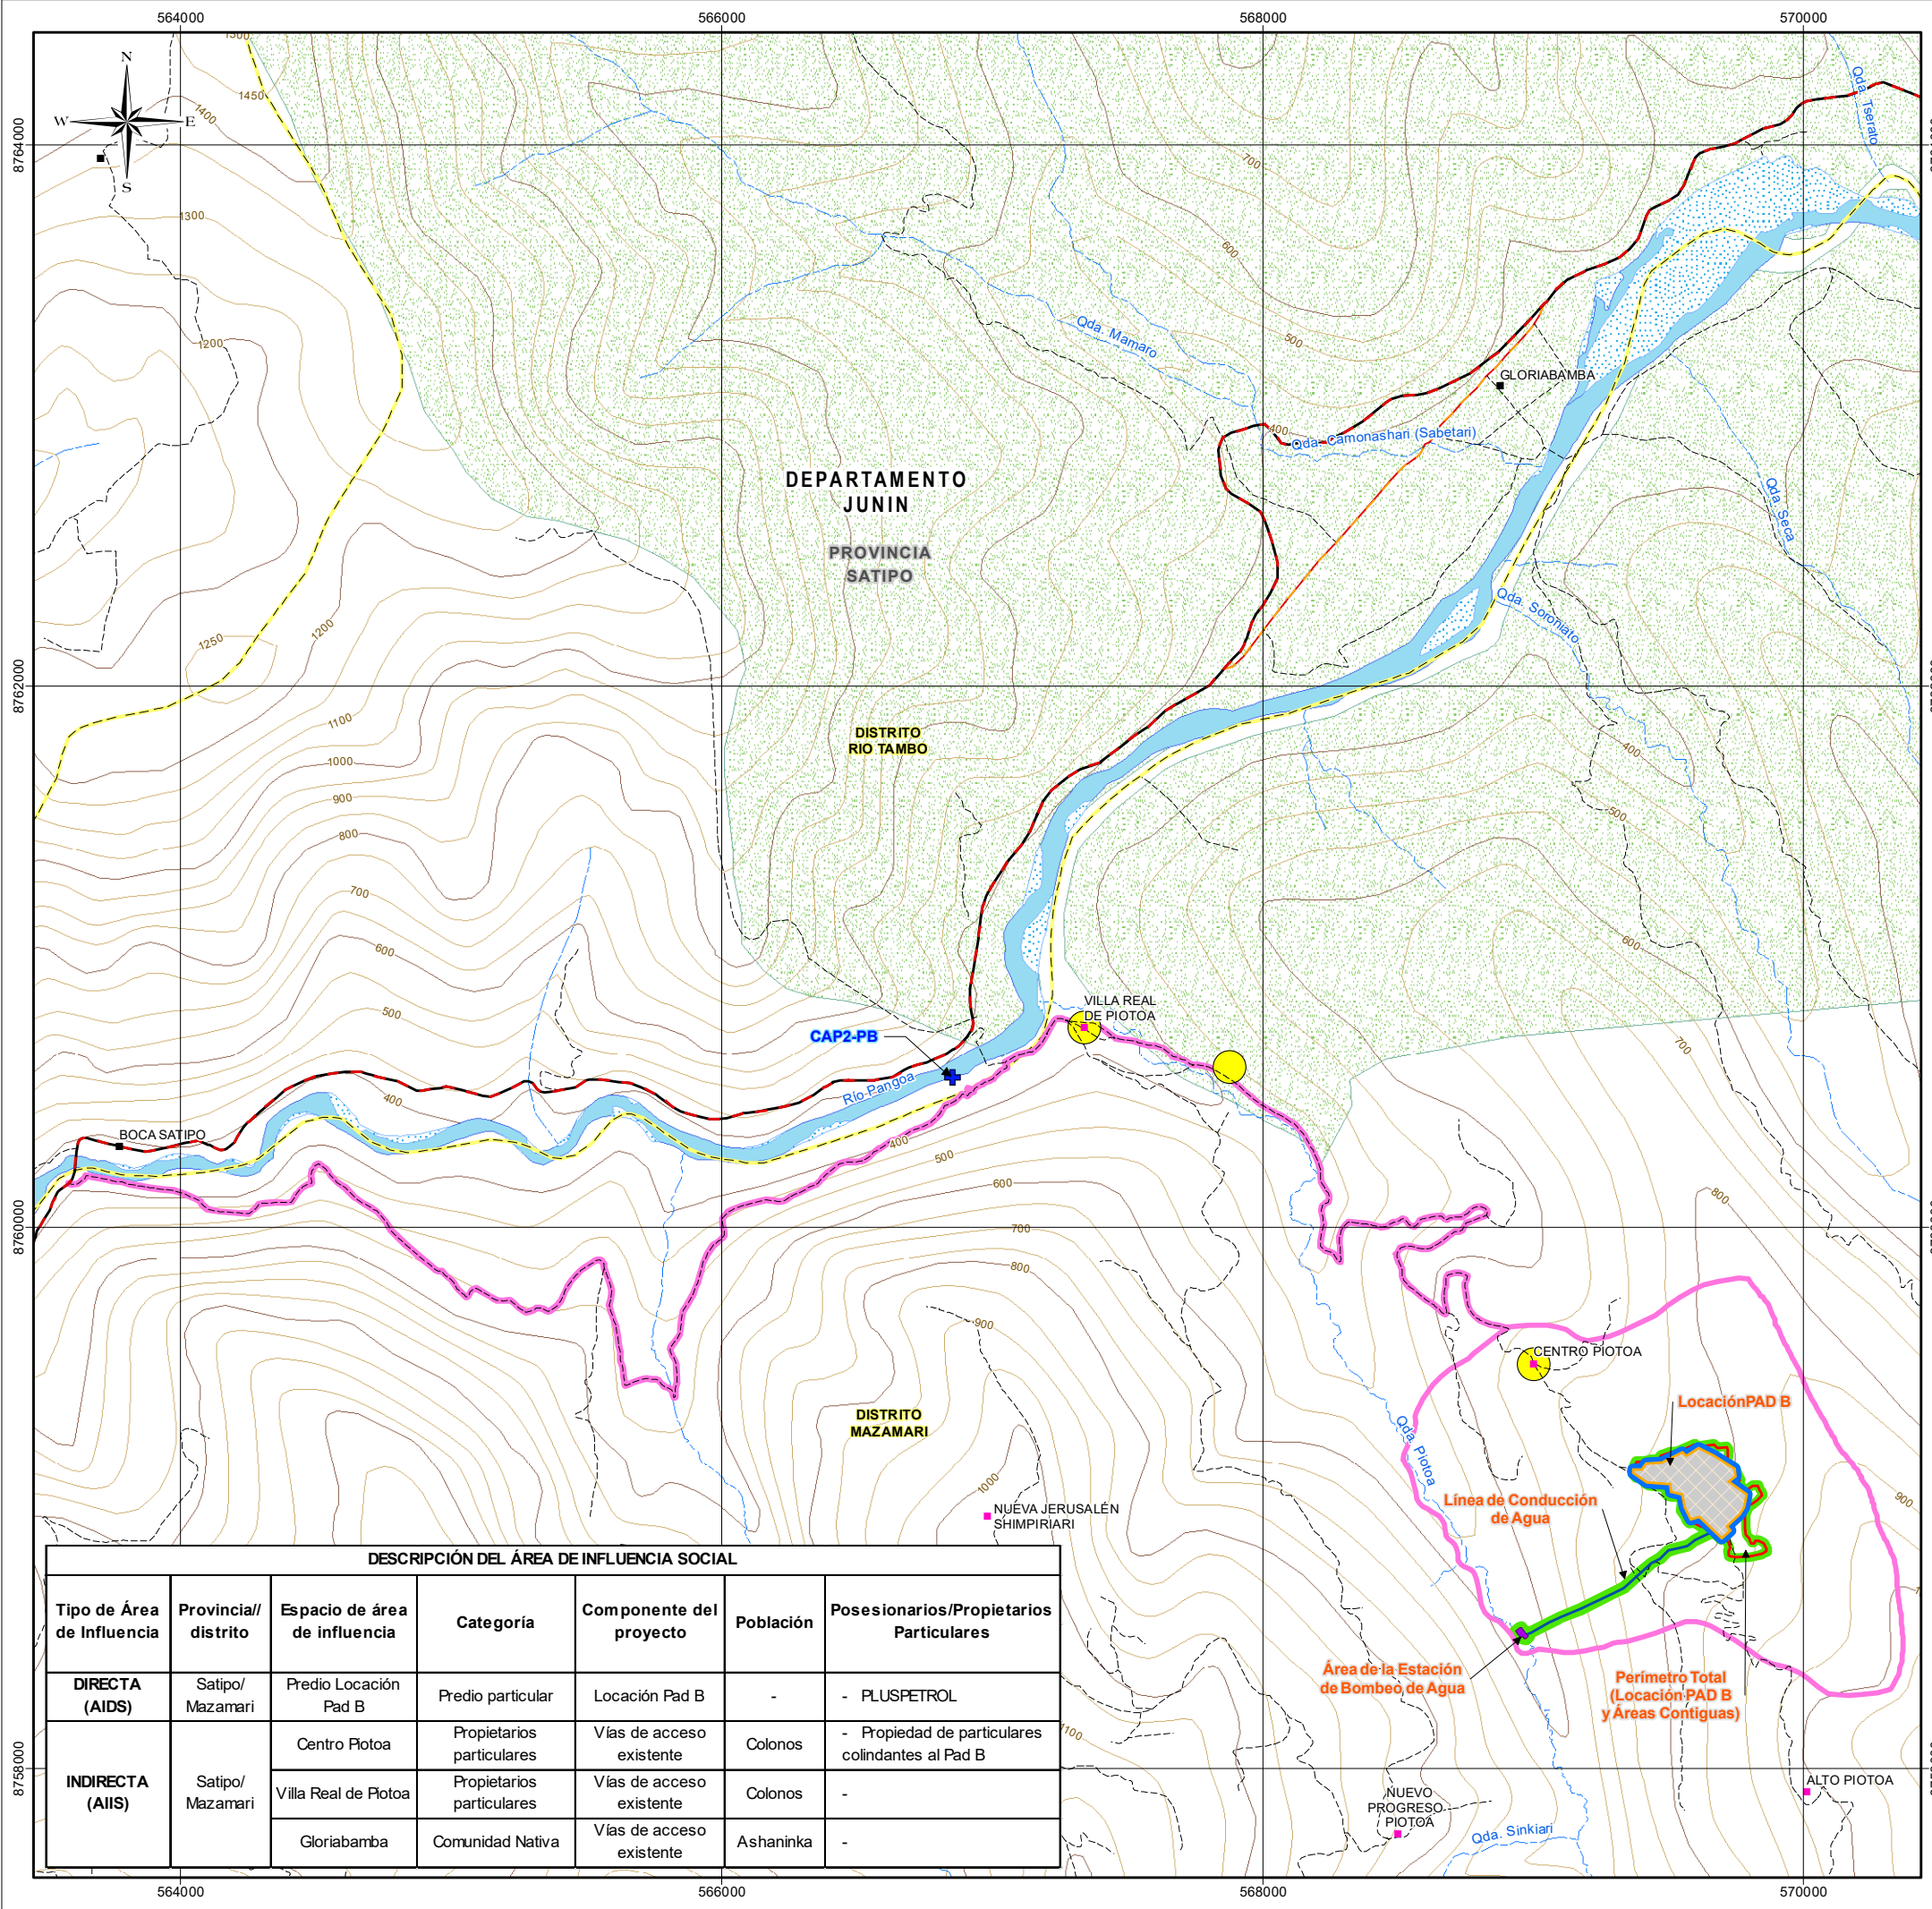 564000
566000
568000
570000
1500
1450
1400
N
W
E
S
8764000
1300
1200
700
600
500
Qda. Tserato
Qda. Mamaro
GLORIABAMBA
400
Qda. Camonashari (Sabetari)
DEPARTAMENTO
JUNIN
PROVINCIA
SATIPO
Qda. Seca
Qda. Soroniato
1250
1200
8762000
1100
1000
900
800
700
600
500
400
DISTRITO
RIO TAMBO
400
500
600
700
VILLA REAL
DE PIOTOA
CAP2-PB
Río Pangoa
BOCA SATIPO
400
500
600
700
800
900
1000
800
8760000
CENTRO PIOTOA
LocaciónPAD B
DISTRITO
MAZAMARI
Qda. Piotoa
Línea de Conducción
de Agua
900
NUEVA JERUSALÉN
SHIMPIRIARI
Área de la Estación
de Bombeo de Agua
Perímetro Total
(Locación PAD B
y Áreas Contiguas)
1100
8758000
ALTO PIOTOA
NUEVO
PROGRESO
PIOTOA
Qda. Sinkiari
DESCRIPCIÓN DEL ÁREA DE INFLUENCIA SOCIAL
Tipo de Área de Influencia Provincia// distrito Espacio de área de influencia Categoría Componente del proyecto Población Posesionarios/Propietarios Particulares
DIRECTA (AIDS) Satipo/ Mazamari Predio Locación Pad B Predio particular Locación Pad B - - PLUSPETROL
INDIRECTA (AIIS) Satipo/ Mazamari Centro Piotoa Propietarios particulares Vías de acceso existente Colonos - Propiedad de particulares colindantes al Pad B
Villa Real de Piotoa Propietarios particulares Vías de acceso existente Colonos -
Gloriabamba Comunidad Nativa Vías de acceso existente Ashaninka -
564000
566000
568000
570000